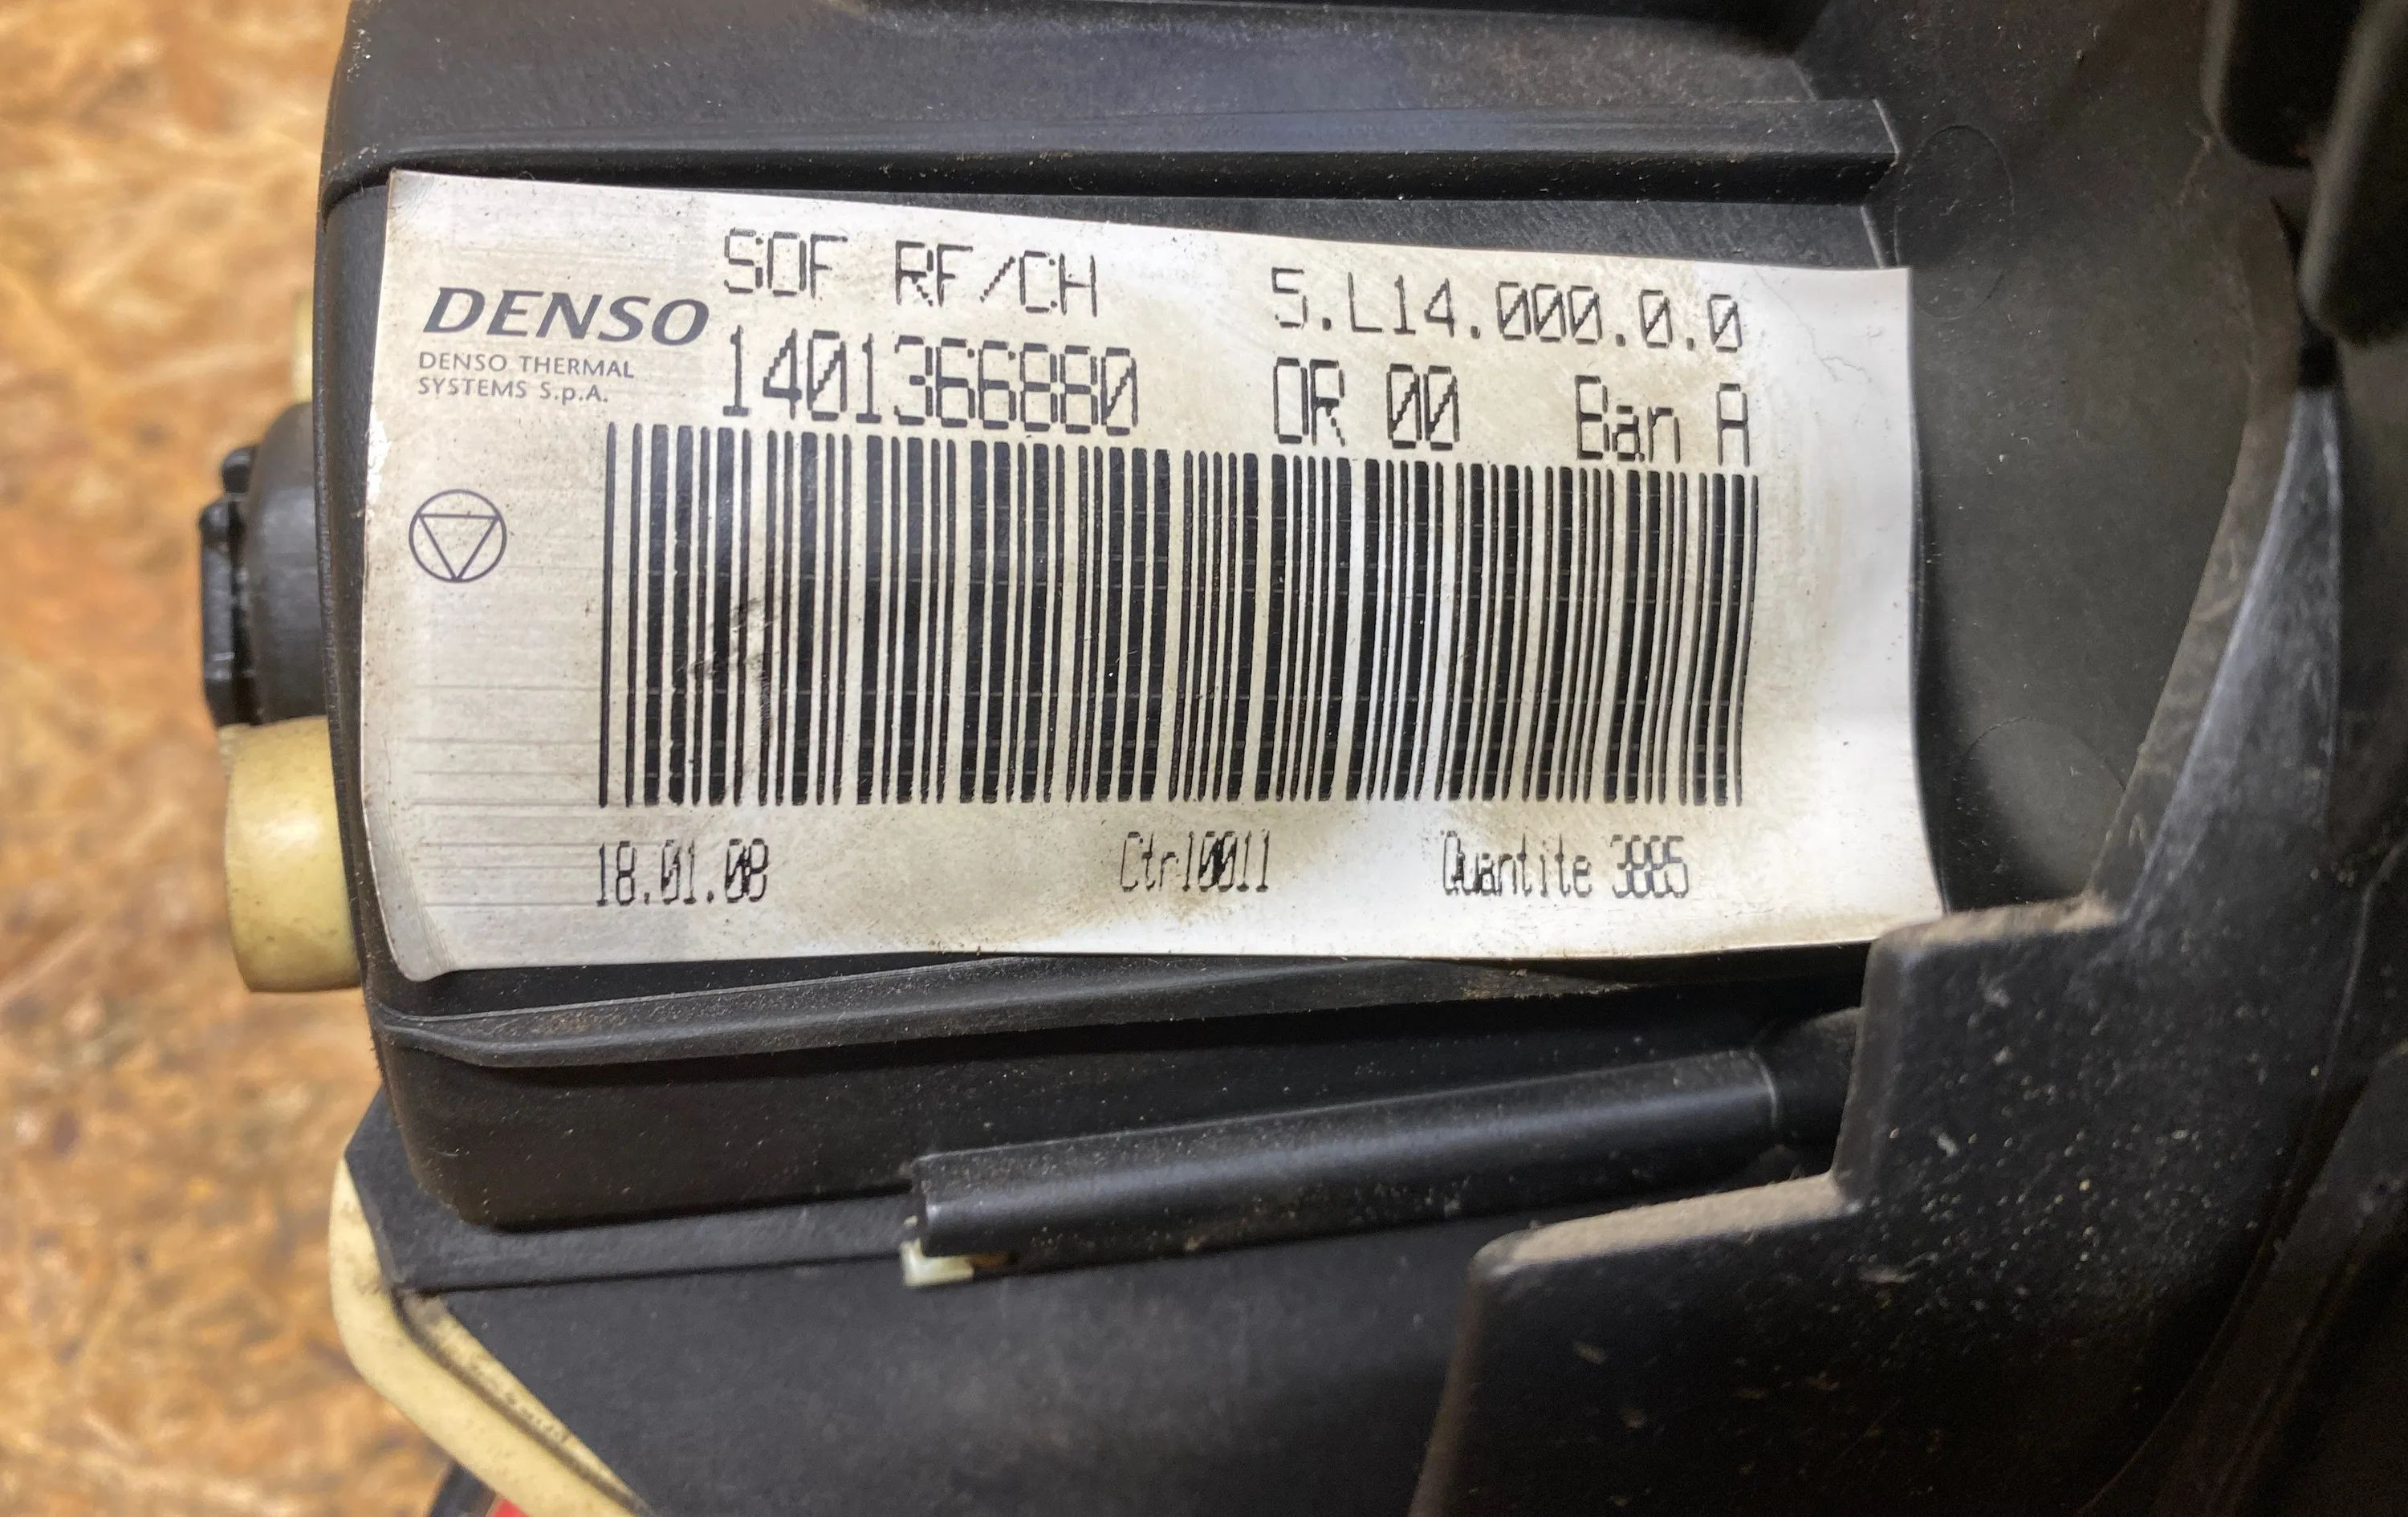 SOF RF/CH 5.L14.000.0.0
DENSO
DENSO THERMAL
SYSTEMS S.p.A.
1401366880 OR 00 Ban A
18.01.08 Ctr10011 Quantite 3885